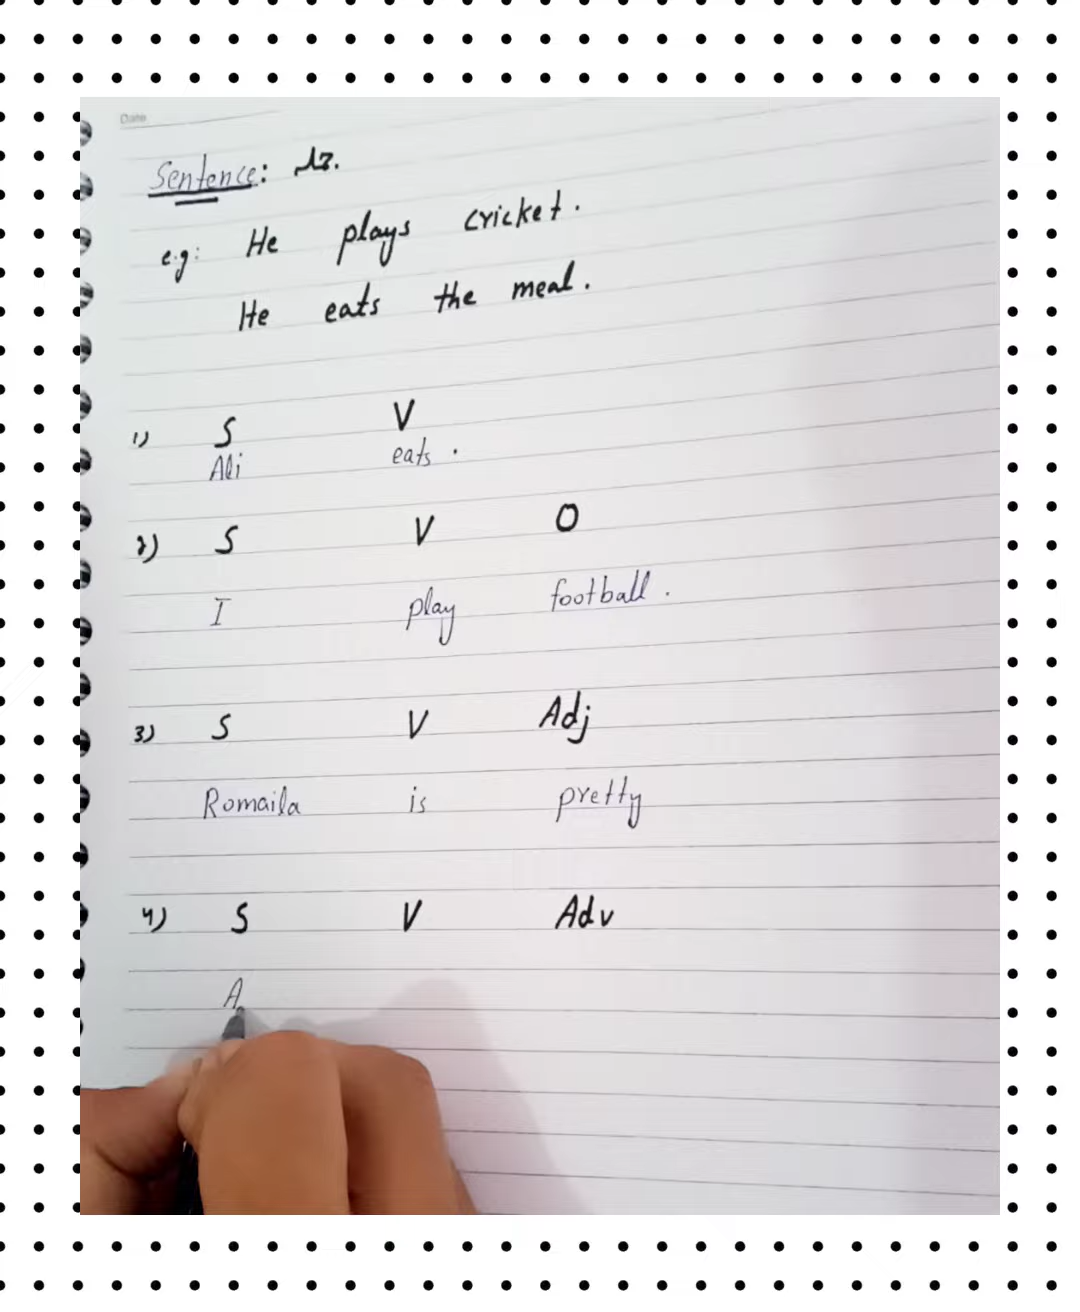 Date
Sentence: جملہ.
e.g: He plays cricket.
He eats the meal.
1) S V
Ali eats.
2) S V O
I play football.
3) S V Adj
Romaila is pretty
4) S V Adv
A